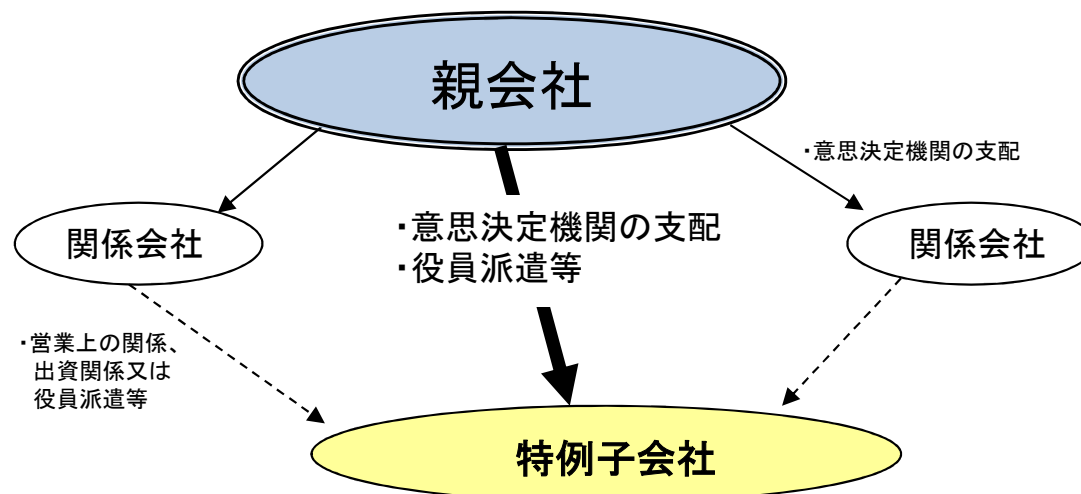 親会社
・意思決定機関の支配
関係会社
・意思決定機関の支配
・役員派遣等
関係会社
・営業上の関係、
出資関係又は
役員派遣等
特例子会社